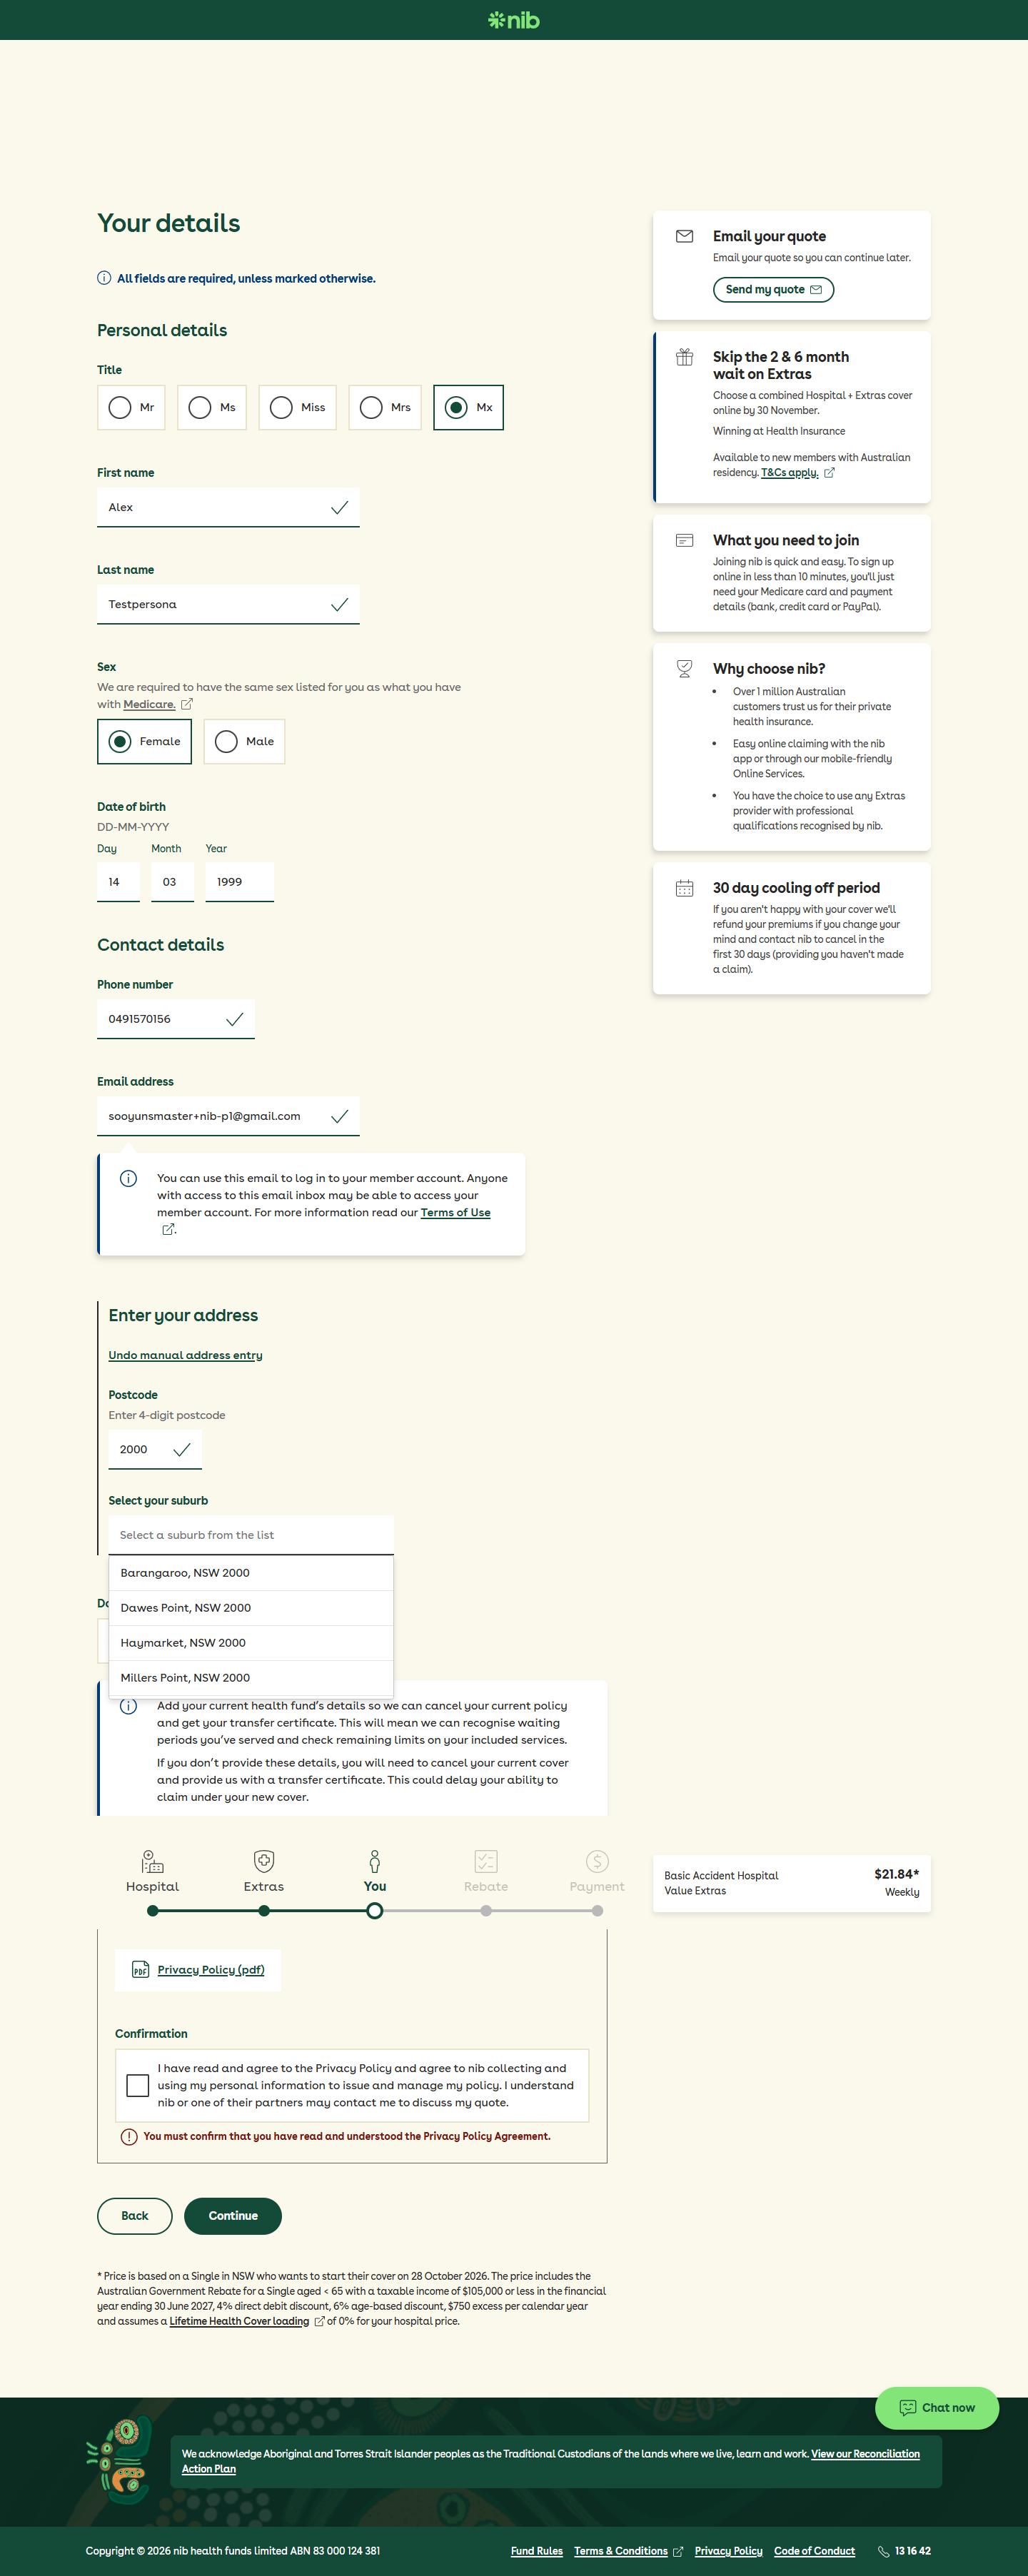 nib
Your details
All fields are required, unless marked otherwise.
Personal details
Title
Mr
Ms
Miss
Mrs
Mx
First name
Alex
Last name
Testpersona
Sex
We are required to have the same sex listed for you as what you have
with Medicare.
Female
Male
Date of birth
DD-MM-YYYY
Day
Month
Year
14
03
1999
Contact details
Phone number
0491570156
Email address
sooyunsmaster+nib-p1@gmail.com
You can use this email to log in to your member account. Anyone
with access to this email inbox may be able to access your
member account. For more information read our Terms of Use
.
Enter your address
Undo manual address entry
Postcode
Enter 4-digit postcode
2000
Select your suburb
Select a suburb from the list
Barangaroo, NSW 2000
Dawes Point, NSW 2000
Haymarket, NSW 2000
Millers Point, NSW 2000
Add your current health fund's details so we can cancel your current policy
and get your transfer certificate. This will mean we can recognise waiting
periods you've served and check remaining limits on your included services.
If you don't provide these details, you will need to cancel your current cover
and provide us with a transfer certificate. This could delay your ability to
claim under your new cover.
Hospital
Extras
You
Rebate
Payment
PDF
Privacy Policy (pdf)
Confirmation
I have read and agree to the Privacy Policy and agree to nib collecting and
using my personal information to issue and manage my policy. I understand
nib or one of their partners may contact me to discuss my quote.
You must confirm that you have read and understood the Privacy Policy Agreement.
Back
Continue
* Price is based on a Single in NSW who wants to start their cover on 28 October 2026. The price includes the
Australian Government Rebate for a Single aged < 65 with a taxable income of $105,000 or less in the financial
year ending 30 June 2027, 4% direct debit discount, 6% age-based discount, $750 excess per calendar year
and assumes a Lifetime Health Cover loading of 0% for your hospital price.
Email your quote
Email your quote so you can continue later.
Send my quote
Skip the 2 & 6 month
wait on Extras
Choose a combined Hospital + Extras cover
online by 30 November.
Winning at Health Insurance
Available to new members with Australian
residency. T&Cs apply.
What you need to join
Joining nib is quick and easy. To sign up
online in less than 10 minutes, you'll just
need your Medicare card and payment
details (bank, credit card or PayPal).
Why choose nib?
• Over 1 million Australian
customers trust us for their private
health insurance.
• Easy online claiming with the nib
app or through our mobile-friendly
Online Services.
• You have the choice to use any Extras
provider with professional
qualifications recognised by nib.
30 day cooling off period
If you aren't happy with your cover we'll
refund your premiums if you change your
mind and contact nib to cancel in the
first 30 days (providing you haven't made
a claim).
Basic Accident Hospital
Value Extras
$21.84*
Weekly
Chat now
We acknowledge Aboriginal and Torres Strait Islander peoples as the Traditional Custodians of the lands where we live, learn and work. View our Reconciliation
Action Plan
Copyright © 2026 nib health funds limited ABN 83 000 124 381
Fund Rules
Terms & Conditions
Privacy Policy
Code of Conduct
13 16 42